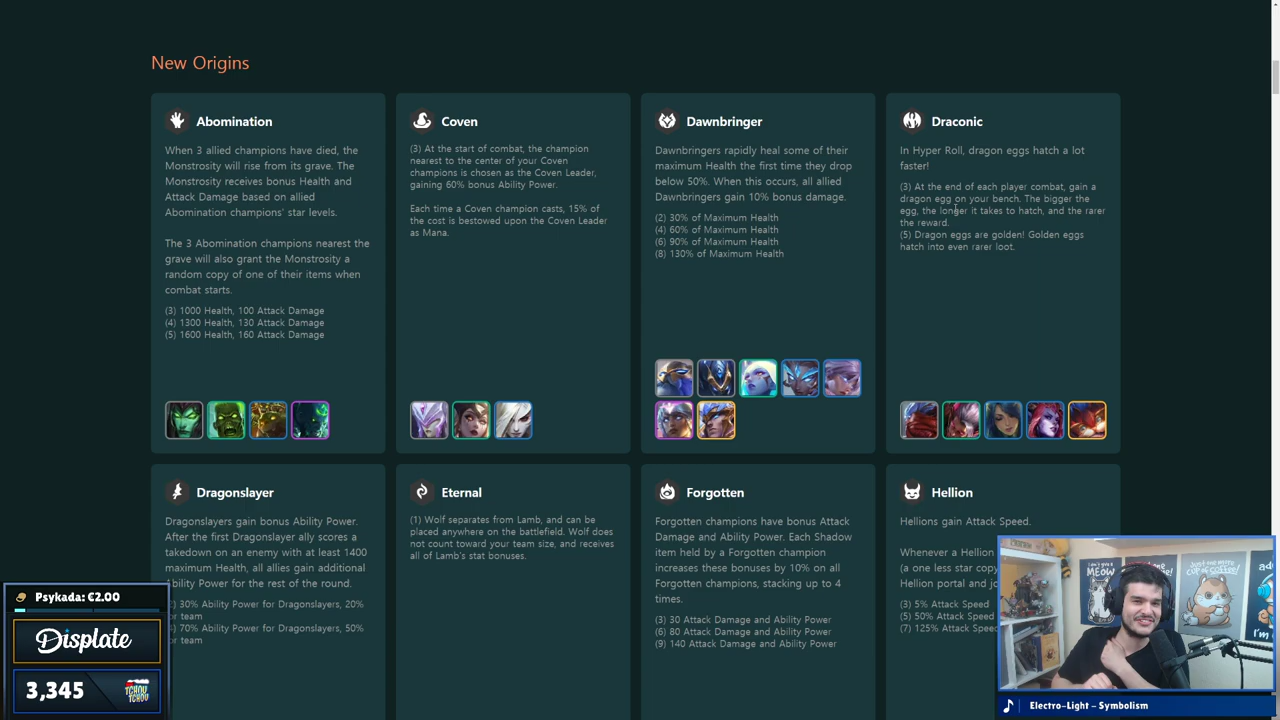 New Origins
Abomination
When 3 allied champions have died, the
Monstrosity will rise from its grave. The
Monstrosity receives bonus Health and
Attack Damage based on allied
Abomination champions' star levels.
The 3 Abomination champions nearest the
grave will also grant the Monstrosity a
random copy of one of their items when
combat starts.
(3) 1000 Health, 100 Attack Damage
(4) 1300 Health, 130 Attack Damage
(5) 1600 Health, 160 Attack Damage
Coven
(3) At the start of combat, the champion
nearest to the center of your Coven
champions is chosen as the Coven Leader,
gaining 60% bonus Ability Power.
Each time a Coven champion casts, 15% of
the cost is bestowed upon the Coven Leader
as Mana.
Dawnbringer
Dawnbringers rapidly heal some of their
maximum Health the first time they drop
below 50%. When this occurs, all allied
Dawnbringers gain 10% bonus damage.
(2) 30% of Maximum Health
(4) 60% of Maximum Health
(6) 90% of Maximum Health
(8) 130% of Maximum Health
Draconic
In Hyper Roll, dragon eggs hatch a lot
faster!
(3) At the end of each player combat, gain a
dragon egg on your bench. The bigger the
egg, the longer it takes to hatch, and the rarer
the reward.
(5) Dragon eggs are golden! Golden eggs
hatch into even rarer loot.
Dragonslayer
Dragonslayers gain bonus Ability Power.
After the first Dragonslayer ally scores a
takedown on an enemy with at least 1400
maximum Health, all allies gain additional
Ability Power for the rest of the round.
2) 30% Ability Power for Dragonslayers, 20%
or team
) 70% Ability Power for Dragonslayers, 50%
or team
Eternal
(1) Wolf separates from Lamb, and can be
placed anywhere on the battlefield. Wolf does
not count toward your team size, and receives
all of Lamb's stat bonuses.
Forgotten
Forgotten champions have bonus Attack
Damage and Ability Power. Each Shadow
item held by a Forgotten champion
increases these bonuses by 10% on all
Forgotten champions, stacking up to 4
times.
(3) 30 Attack Damage and Ability Power
(6) 80 Attack Damage and Ability Power
(9) 140 Attack Damage and Ability Power
Hellion
Hellions gain Attack Speed.
Whenever a Hellion
(a one less star copy
Hellion portal and jo
(3) 5% Attack Speed
(5) 50% Attack Speed
(7) 125% Attack Speed
Psykada: €2.00
Displate
3,345
TCHOU
TCHOU
MEOW
JUST ONE MORE
CUP OF COFFEE!
I'm
Electro-Light - Symbolism